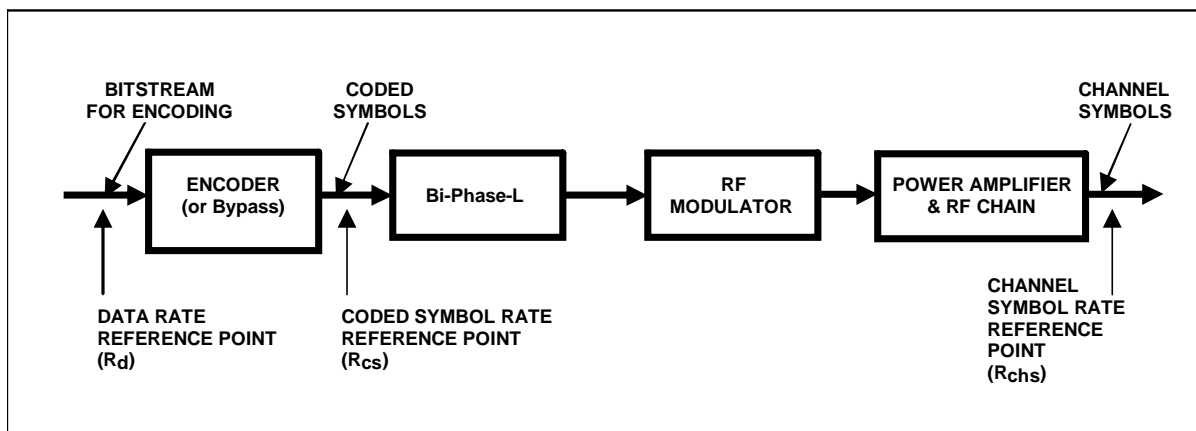 BITSTREAM
FOR ENCODING
CODED
SYMBOLS
CHANNEL
SYMBOLS
ENCODER
(or Bypass)
Bi-Phase-L
RF
MODULATOR
POWER AMPLIFIER
& RF CHAIN
DATA RATE
REFERENCE POINT
(Rd)
CODED SYMBOL RATE
REFERENCE POINT
(Rcs)
CHANNEL
SYMBOL RATE
REFERENCE
POINT
(Rchs)